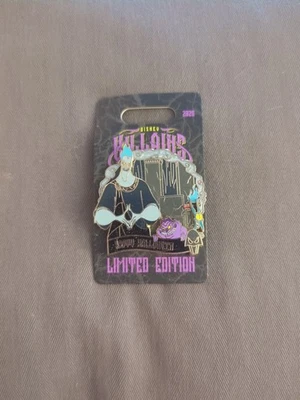 2020
DISNEY
VILLAINS
HAPPY HALLOWEEN
LIMITED EDITION